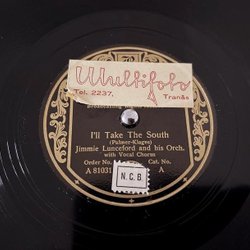 Multifoto
Tel. 2237, Tranås
I'll Take The South
(Palmer-Klages)
Jimmie Lunceford and his Orch.
with Vocal Chorus
Order No. Cat. No.
A 81031 A
N.C.B